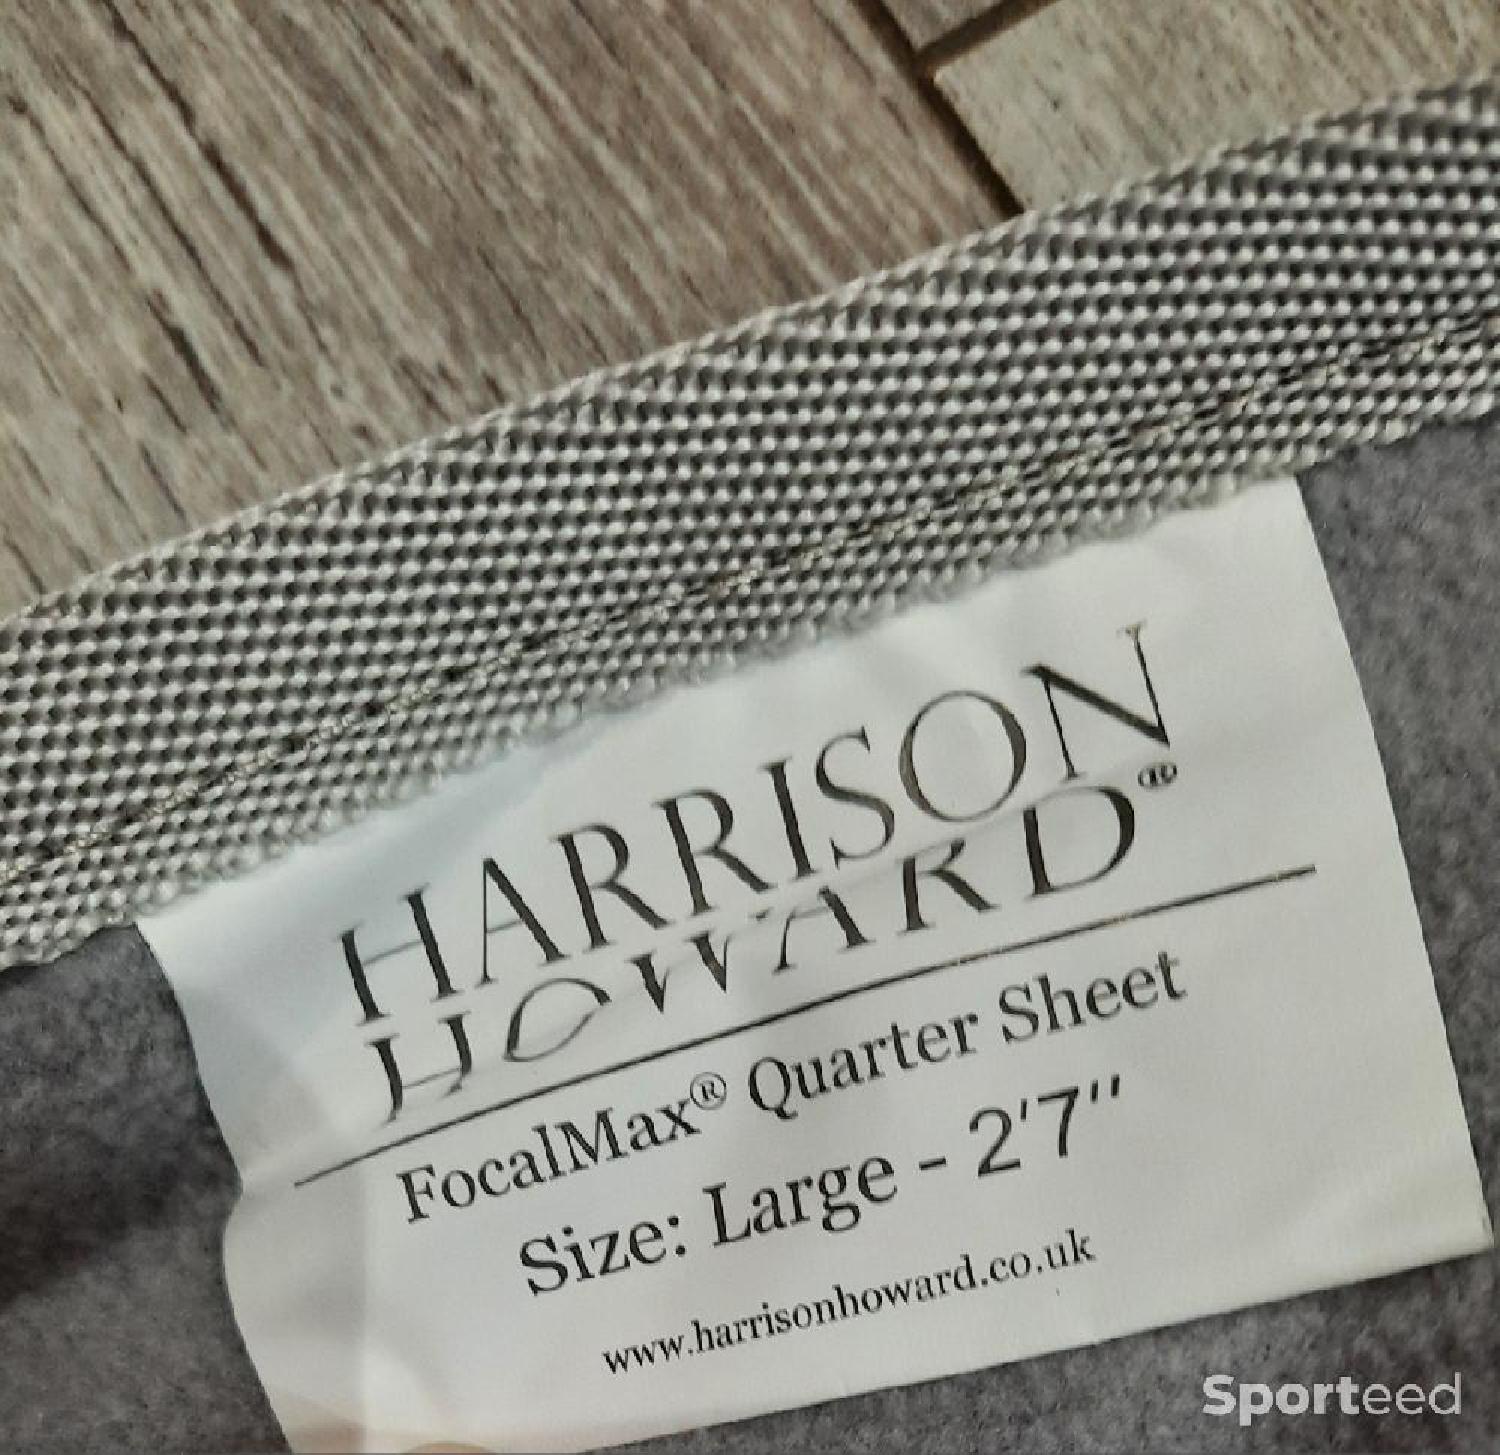 HARRISON
HOWARD®
FocalMax® Quarter Sheet
Size: Large - 2'7"
www.harrisonhoward.co.uk
Sporteed